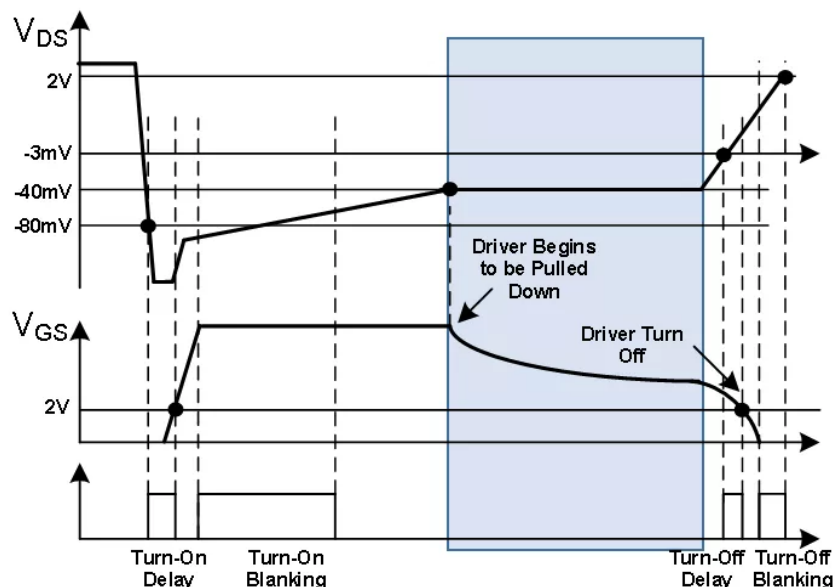 VDS
2V
-3mV
-40mV
-80mV
Driver Begins
to be Pulled
Down
VGS
Driver Turn
Off
2V
Turn-On
Delay
Turn-On
Blanking
Turn-Off
Delay
Turn-Off
Blanking